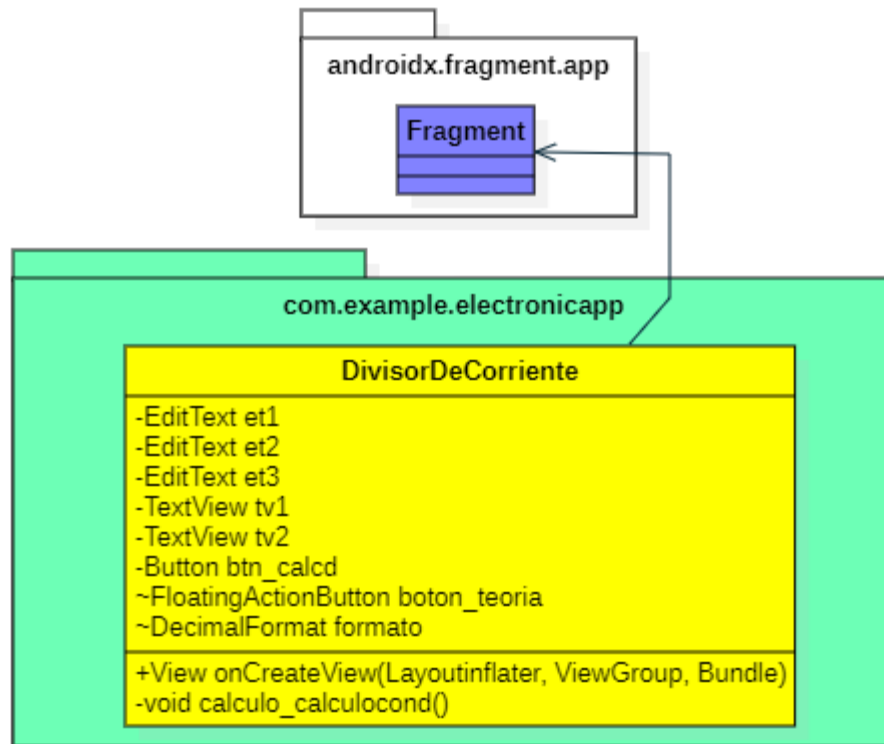 androidx.fragment.app
Fragment
com.example.electronicapp
DivisorDeCorriente
-EditText et1
-EditText et2
-EditText et3
-TextView tv1
-TextView tv2
-Button btn_calcd
~FloatingActionButton boton_teoria
~DecimalFormat formato
+View onCreateView(Layoutinflater, ViewGroup, Bundle)
-void calculo_calculocond()